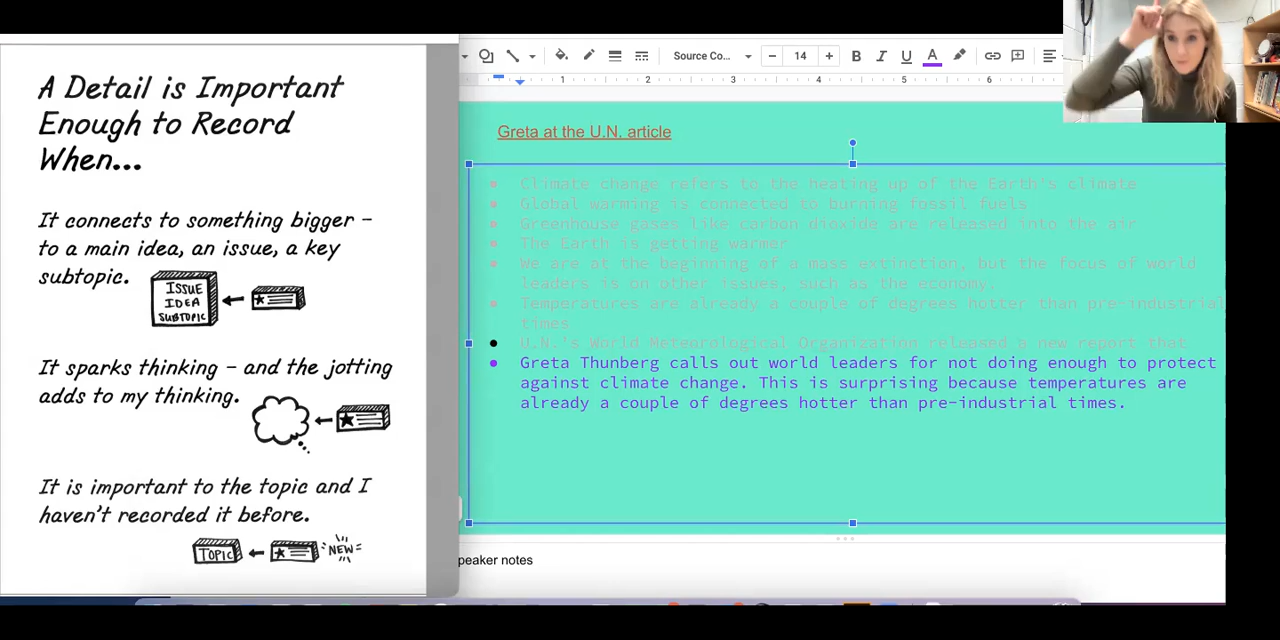 A Detail is Important
Enough to Record
When...
It connects to something bigger –
to a main idea, an issue, a key
subtopic.
ISSUE
IDEA
SUBTOPIC
It sparks thinking – and the jotting
adds to my thinking.
It is important to the topic and I
haven't recorded it before.
TOPIC
NEW
Source Co...
– 14 +
B I U A
1 2 3 4 5 6
Greta at the U.N. article
Climate change refers to the heating up of the Earth's climate
Global warming is connected to burning fossil fuels
Greenhouse gases like carbon dioxide are released into the air
The Earth is getting warmer
We are at the beginning of a mass extinction, but the focus of world
leaders is on other issues, such as the economy..
Temperatures are already a couple of degrees hotter than pre-industrial
times
U.N.'s World Meteorological Organization released a new report that
Greta Thunberg calls out world leaders for not doing enough to protect
against climate change. This is surprising because temperatures are
already a couple of degrees hotter than pre-industrial times.
peaker notes